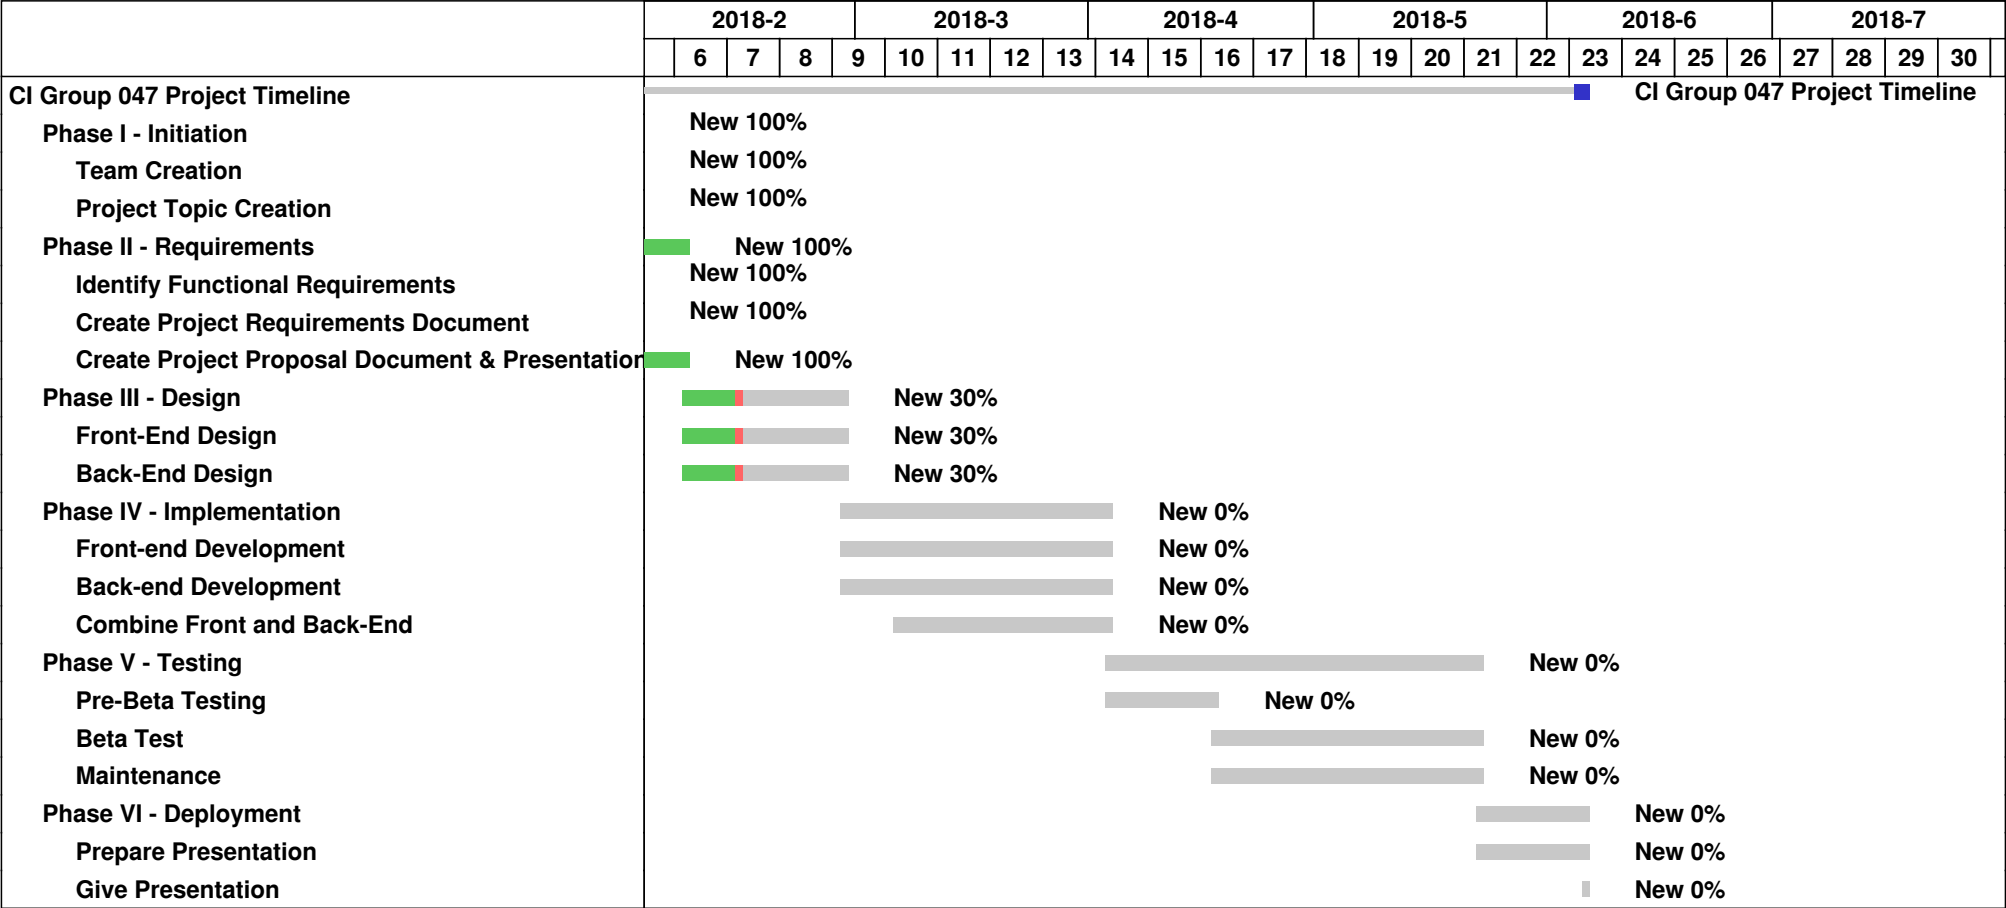 2018-2 2018-3 2018-4 2018-5 2018-6 2018-7
6 7 8 9 10 11 12 13 14 15 16 17 18 19 20 21 22 23 24 25 26 27 28 29 30
CI Group 047 Project Timeline CI Group 047 Project Timeline
Phase I - Initiation New 100%
Team Creation New 100%
Project Topic Creation New 100%
Phase II - Requirements New 100%
Identify Functional Requirements New 100%
Create Project Requirements Document New 100%
Create Project Proposal Document & Presentation New 100%
Phase III - Design New 30%
Front-End Design New 30%
Back-End Design New 30%
Phase IV - Implementation New 0%
Front-end Development New 0%
Back-end Development New 0%
Combine Front and Back-End New 0%
Phase V - Testing New 0%
Pre-Beta Testing New 0%
Beta Test New 0%
Maintenance New 0%
Phase VI - Deployment New 0%
Prepare Presentation New 0%
Give Presentation New 0%